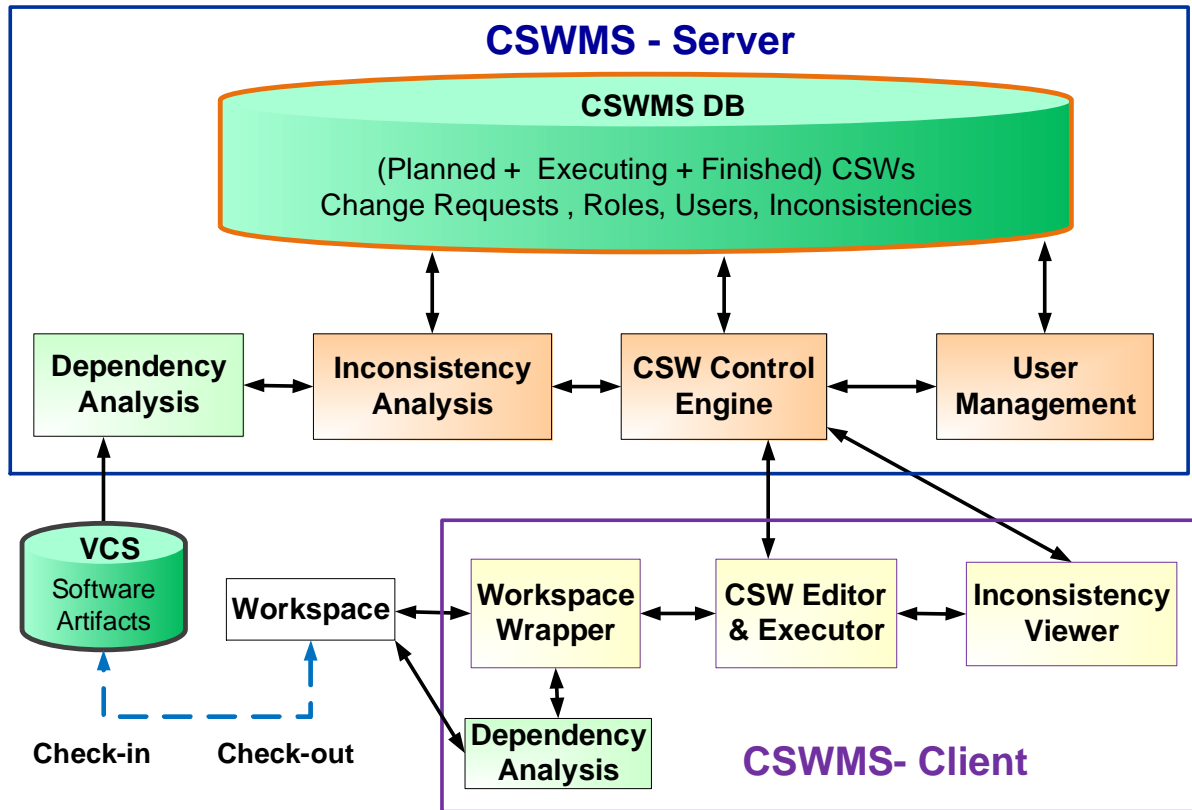 CSWMS - Server
CSWMS DB
(Planned + Executing + Finished) CSWs
Change Requests , Roles, Users, Inconsistencies
Dependency
Analysis
Inconsistency
Analysis
CSW Control
Engine
User
Management
VCS
Software
Artifacts
Workspace
Workspace
Wrapper
CSW Editor
& Executor
Inconsistency
Viewer
Check-in
Check-out
Dependency
Analysis
CSWMS- Client